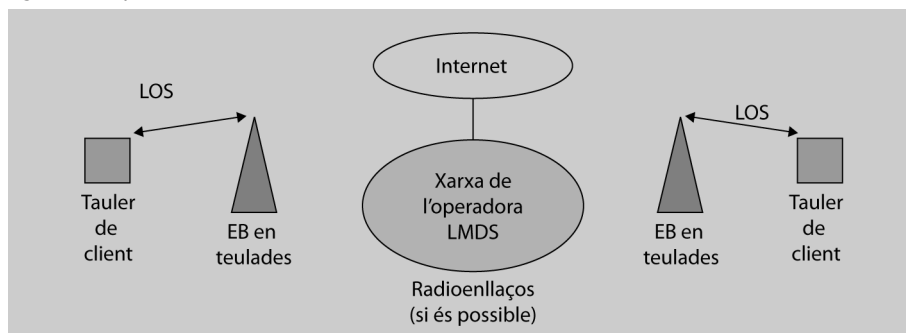 Internet
LOS
LOS
Xarxa de
l'operadora
LMDS
Tauler
de
client
EB en
teulades
EB en
teulades
Tauler
de
client
Radioenllaços
(si és possible)